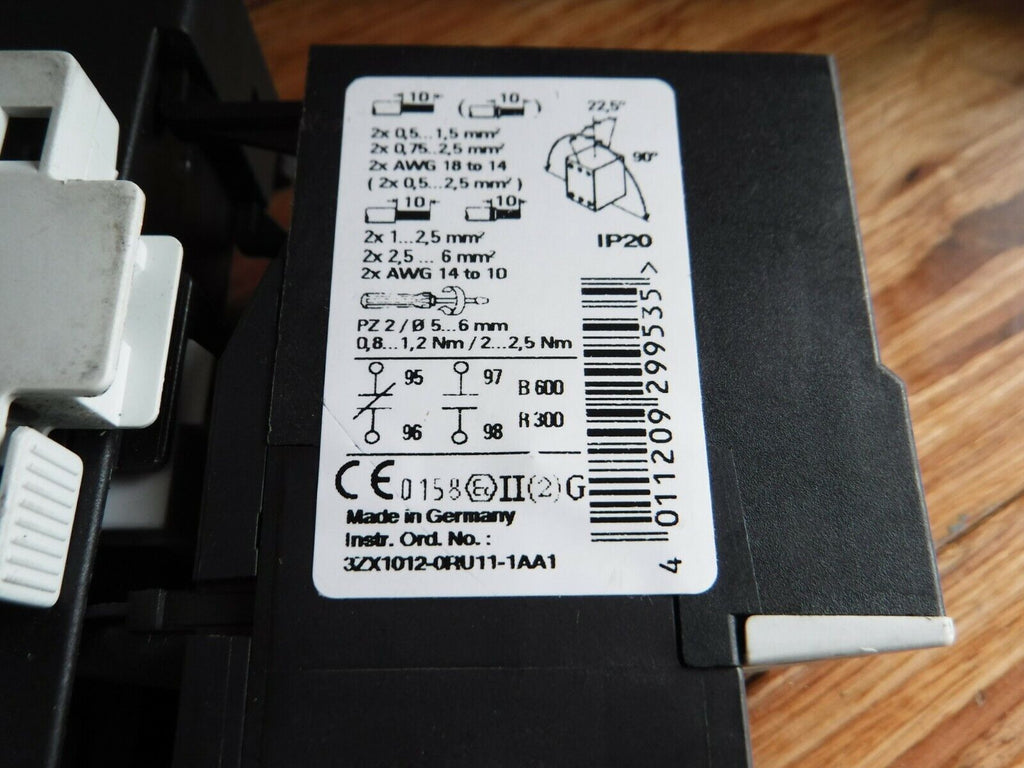 10 ( 10 )
2x 0,5...1,5 mm²
2x 0,75...2,5 mm²
2x AWG 18 to 14
( 2x 0,5...2,5 mm² )
10 10
2x 1...2,5 mm²
2x 2,5 ... 6 mm²
2x AWG 14 to 10
PZ 2 / Ø 5...6 mm
0,8...1,2 Nm / 2...2,5 Nm
22,5°
90°
IP20
95 97 B 600
96 98 R 300
CE 0158 Ex II (2) G
Made in Germany
Instr. Ord. No. :
3ZX1012-0RU11-1AA1
4 011209 299535 >